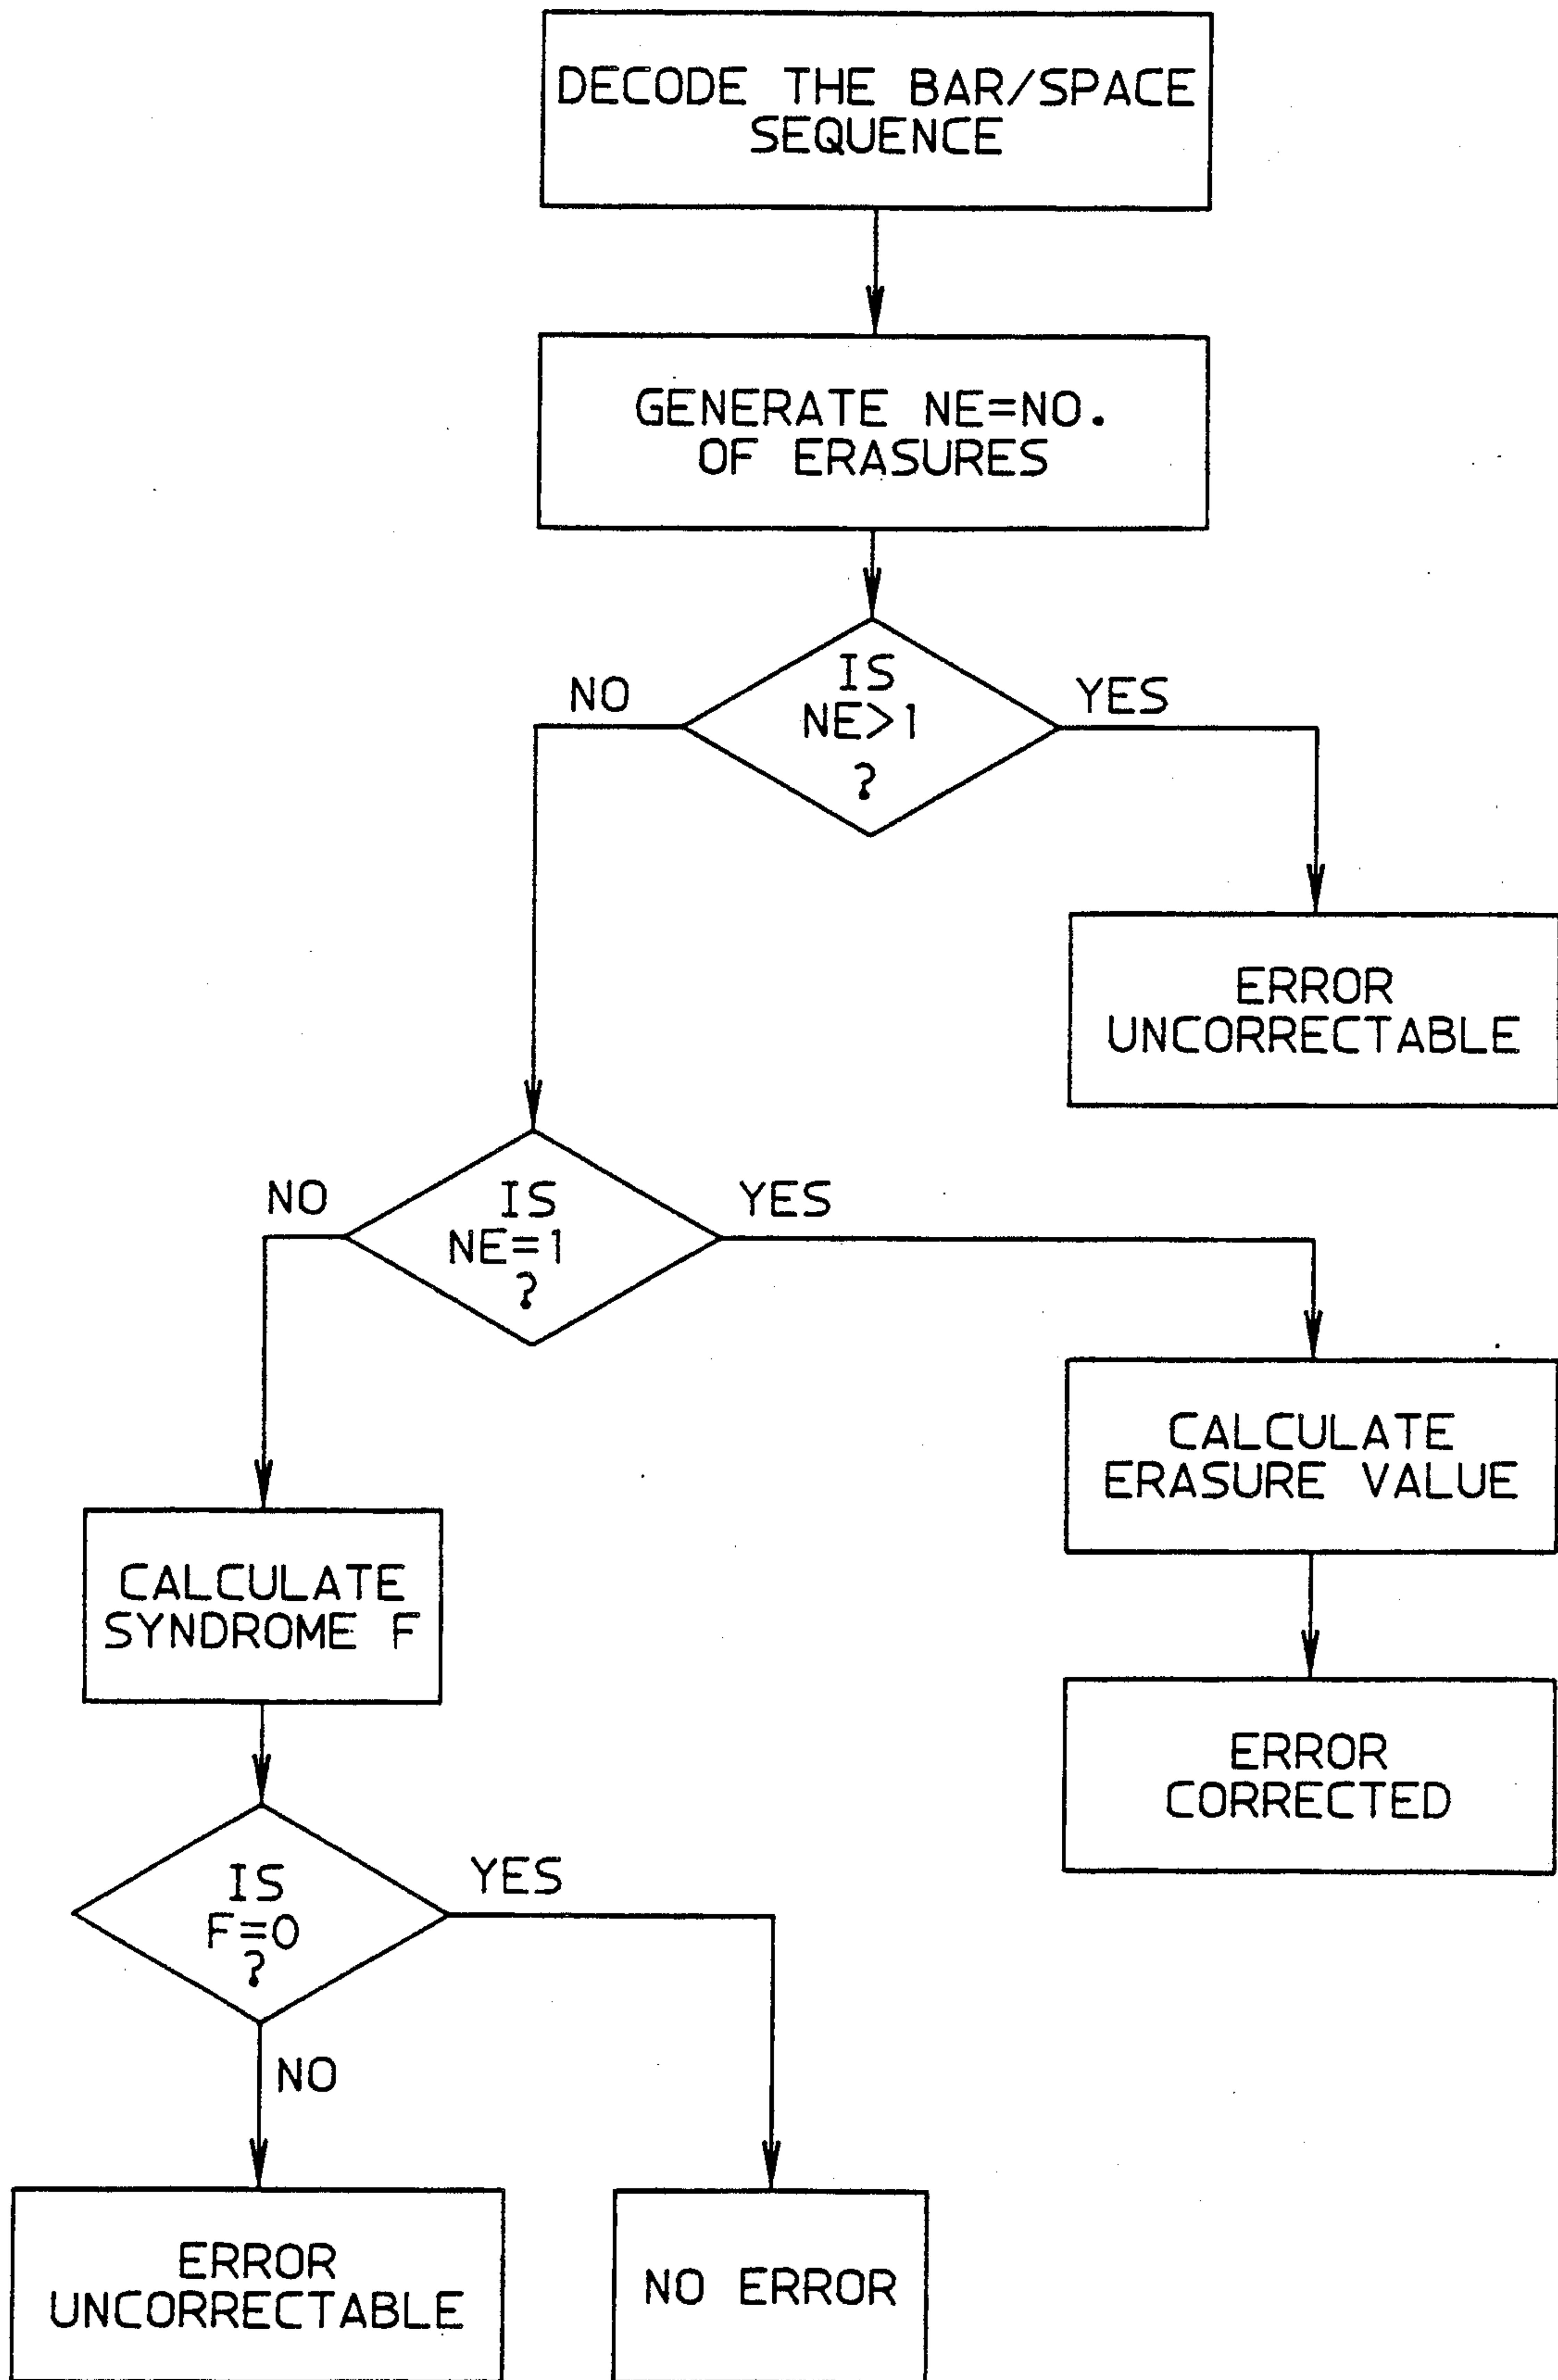 DECODE THE BAR/SPACE
SEQUENCE
GENERATE NE=NO.
OF ERASURES
IS
NE>1
?
NO
YES
ERROR
UNCORRECTABLE
IS
NE=1
?
NO
YES
CALCULATE
ERASURE VALUE
CALCULATE
SYNDROME F
ERROR
CORRECTED
IS
F=0
?
YES
NO
ERROR
UNCORRECTABLE
NO ERROR